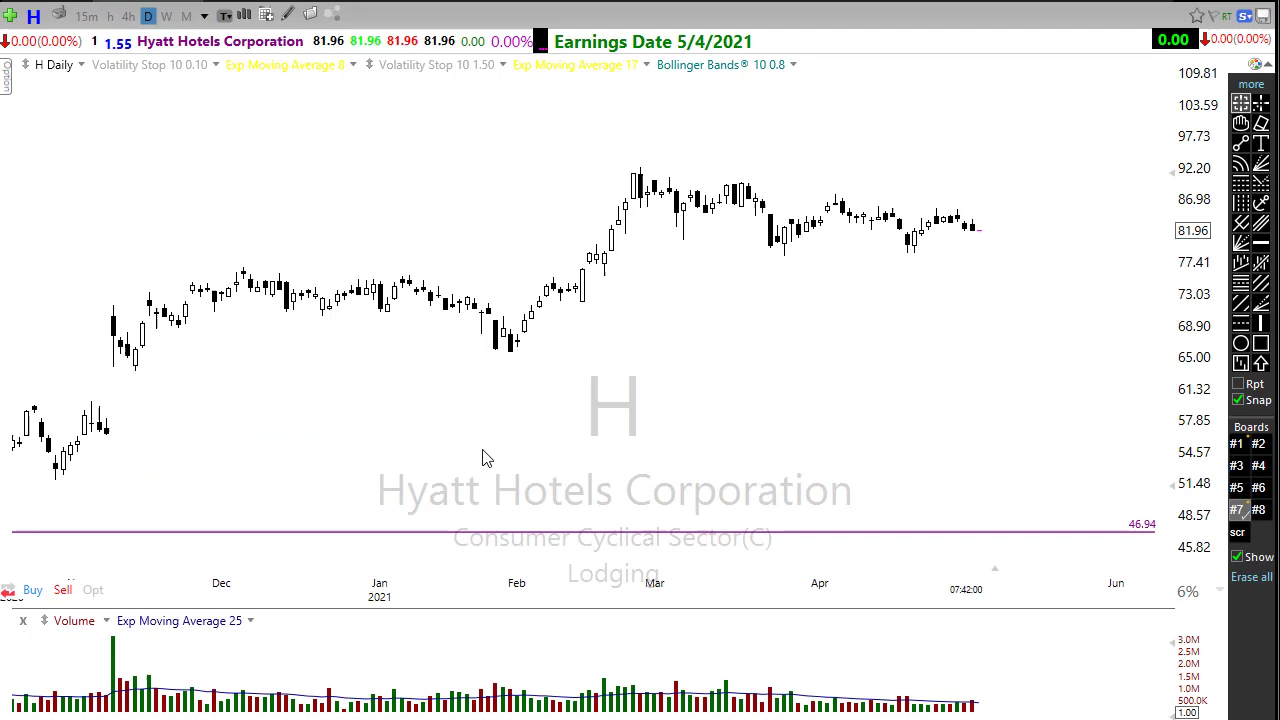 H 15m h 4h D W M T RT S
0.00(0.00%) 1 1.55 Hyatt Hotels Corporation 81.96 81.96 81.96 81.96 0.00 0.00% Earnings Date 5/4/2021 0.00 0.00(0.00%)
Option
H Daily Volatility Stop 10 0.10 Exp Moving Average 8 Volatility Stop 10 1.50 Exp Moving Average 17 Bollinger Bands® 10 0.8
109.81
103.59
97.73
92.20
86.98
81.96
77.41
73.03
68.90
65.00
61.32
57.85
54.57
51.48
48.57
45.82
more
T
Rpt
Snap
Boards
#1 #2
#3 #4
#5 #6
#7 #8
scr
Show
Erase all
H
Hyatt Hotels Corporation
Consumer Cyclical Sector(C)
Lodging
46.94
Dec Jan Feb Mar Apr Jun
2021
07:42:00
Buy Sell Opt
6%
X Volume Exp Moving Average 25
3.0M
2.5M
2.0M
1.5M
1.0M
500.0K
1.00